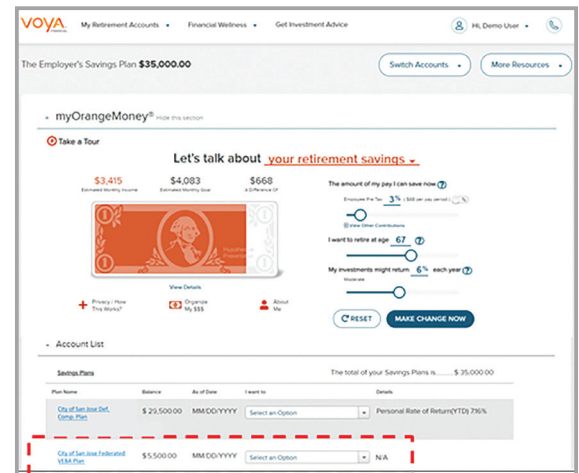 VOYA
FINANCIAL
My Retirement Accounts
Financial Wellness
Get Investment Advice
Hi, Demo User
The Employer's Savings Plan $35,000.00
Switch Accounts
More Resources
myOrangeMoney® Hide this section
Take a Tour
Let's talk about your retirement savings
$3,415 $4,083 $668
Estimated Monthly Income Estimated Monthly Goal A Difference Of
View Details
Privacy / How This Works?
Organize My $$$
About Me
The amount of my pay I can save now
Employee Pre Tax 3% ( $88 per pay period )
View Other Contributions
I want to retire at age 67
My investments might return 6% each year
Moderate
RESET
MAKE CHANGE NOW
Account List
Savings Plans The total of your Savings Plans is $ 35,000.00
Plan Name Balance As of Date I want to Details
City of San Jose Def. Comp. Plan $ 29,500.00 MM/DD/YYYY Select an Option Personal Rate of Return(YTD) 7.16%
City of San Jose Federated VEBA Plan $5,500.00 MM/DD/YYYY Select an Option N/A